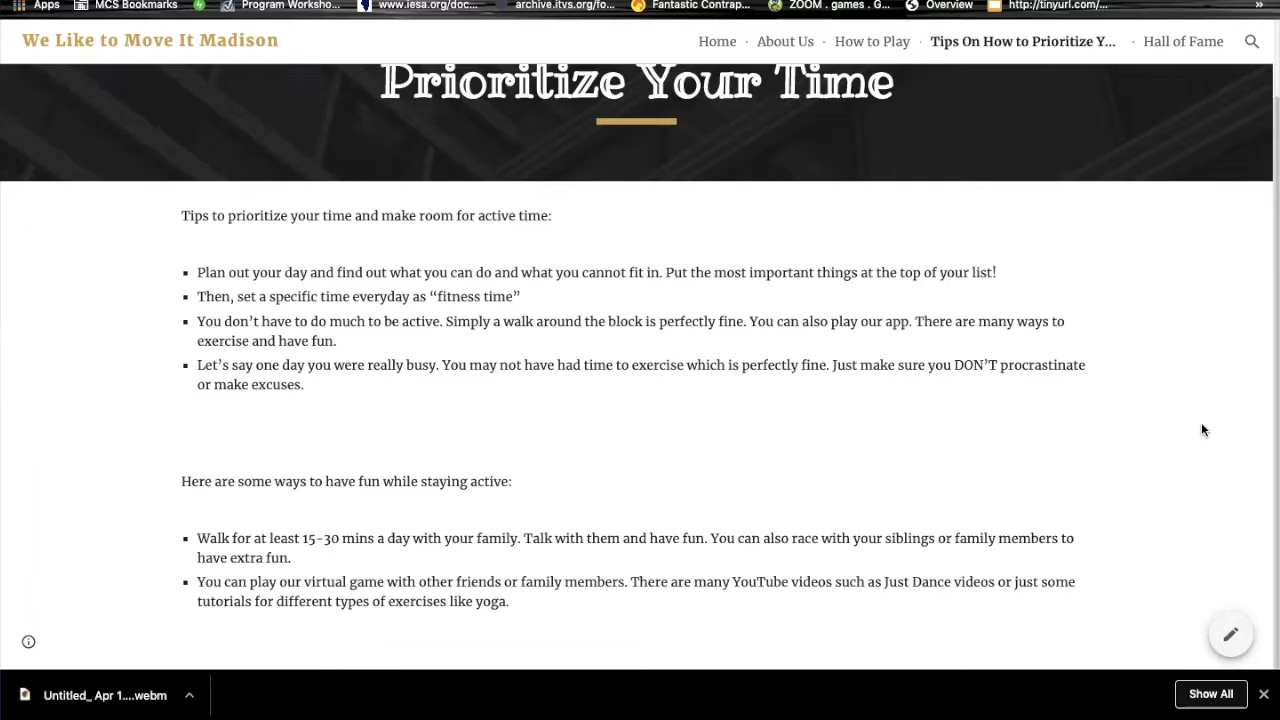 Apps MCS Bookmarks Program Worksho... www.iesa.org/doc... archive.itvs.org/fo... Fantastic Contrap... ZOOM . games . G... Overview http://tinyurl.com/... »
We Like to Move It Madison
Home · About Us · How to Play · Tips On How to Prioritize Y... · Hall of Fame
Prioritize Your Time
Tips to prioritize your time and make room for active time:
▪ Plan out your day and find out what you can do and what you cannot fit in. Put the most important things at the top of your list!
▪ Then, set a specific time everyday as “fitness time”
▪ You don’t have to do much to be active. Simply a walk around the block is perfectly fine. You can also play our app. There are many ways to
exercise and have fun.
▪ Let’s say one day you were really busy. You may not have had time to exercise which is perfectly fine. Just make sure you DON’T procrastinate
or make excuses.
Here are some ways to have fun while staying active:
▪ Walk for at least 15-30 mins a day with your family. Talk with them and have fun. You can also race with your siblings or family members to
have extra fun.
▪ You can play our virtual game with other friends or family members. There are many YouTube videos such as Just Dance videos or just some
tutorials for different types of exercises like yoga.
Untitled_ Apr 1....webm
Show All